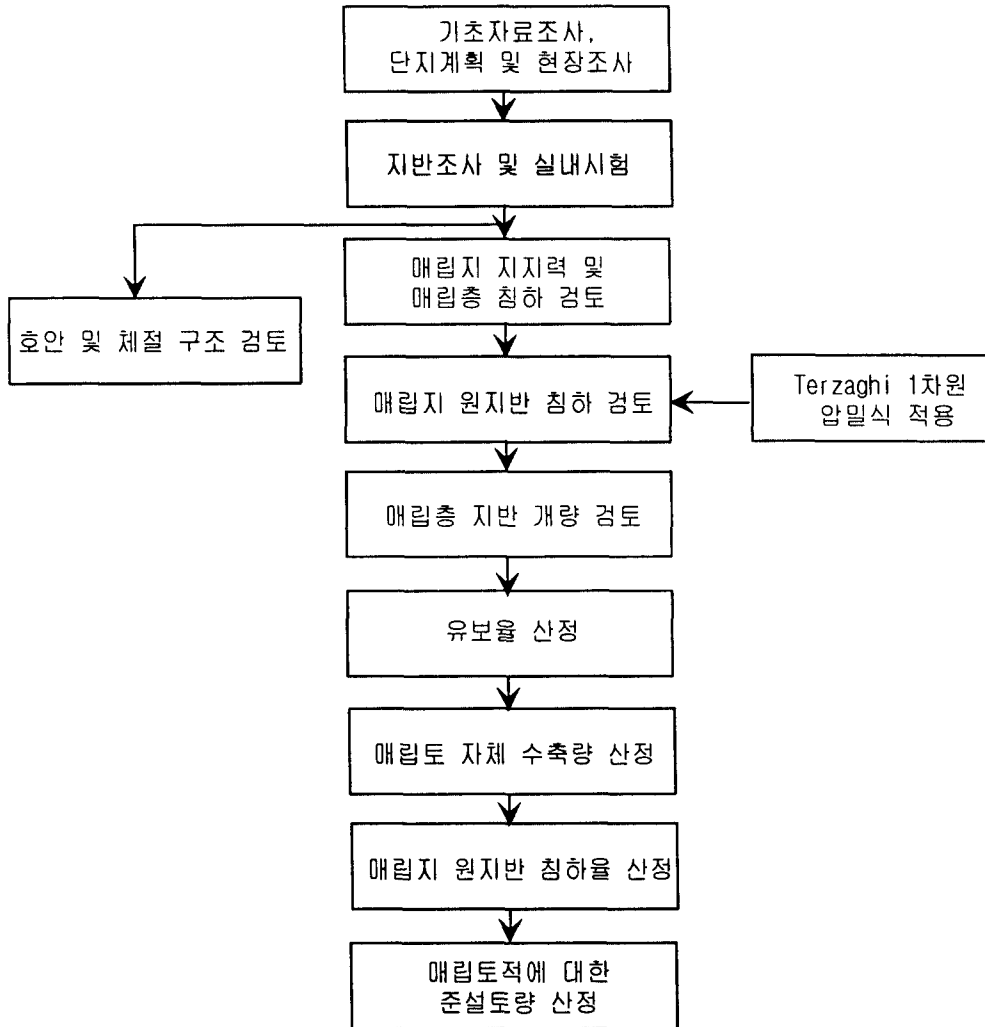 기초자료조사,
단지계획 및 현장조사
지반조사 및 실내시험
매립지 지지력 및
매립층 침하 검토
호안 및 체절 구조 검토
매립지 원지반 침하 검토
Terzaghi 1차원
압밀식 적용
매립층 지반 개량 검토
유보율 산정
매립토 자체 수축량 산정
매립지 원지반 침하율 산정
매립토적에 대한
준설토량 산정